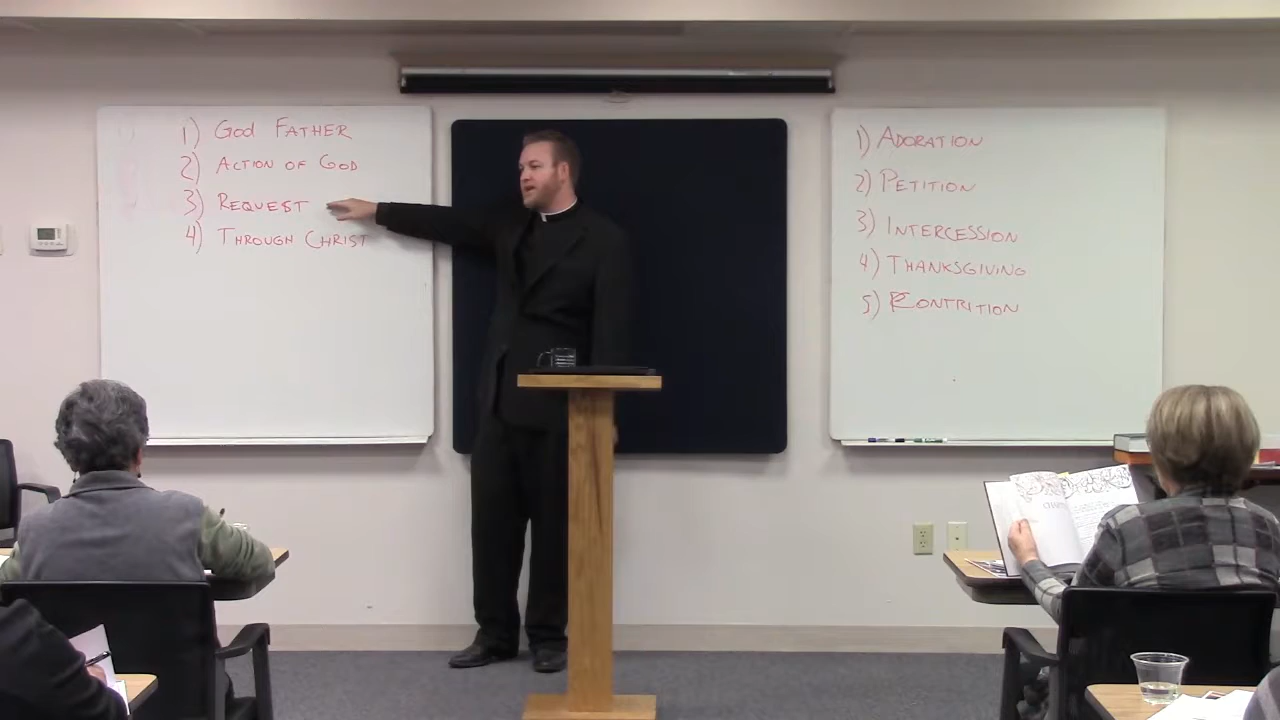 1) GOD FATHER
2) ACTION OF GOD
3) REQUEST
4) THROUGH CHRIST
1) ADORATION
2) PETITION
3) INTERCESSION
4) THANKSGIVING
5) CONTRITION